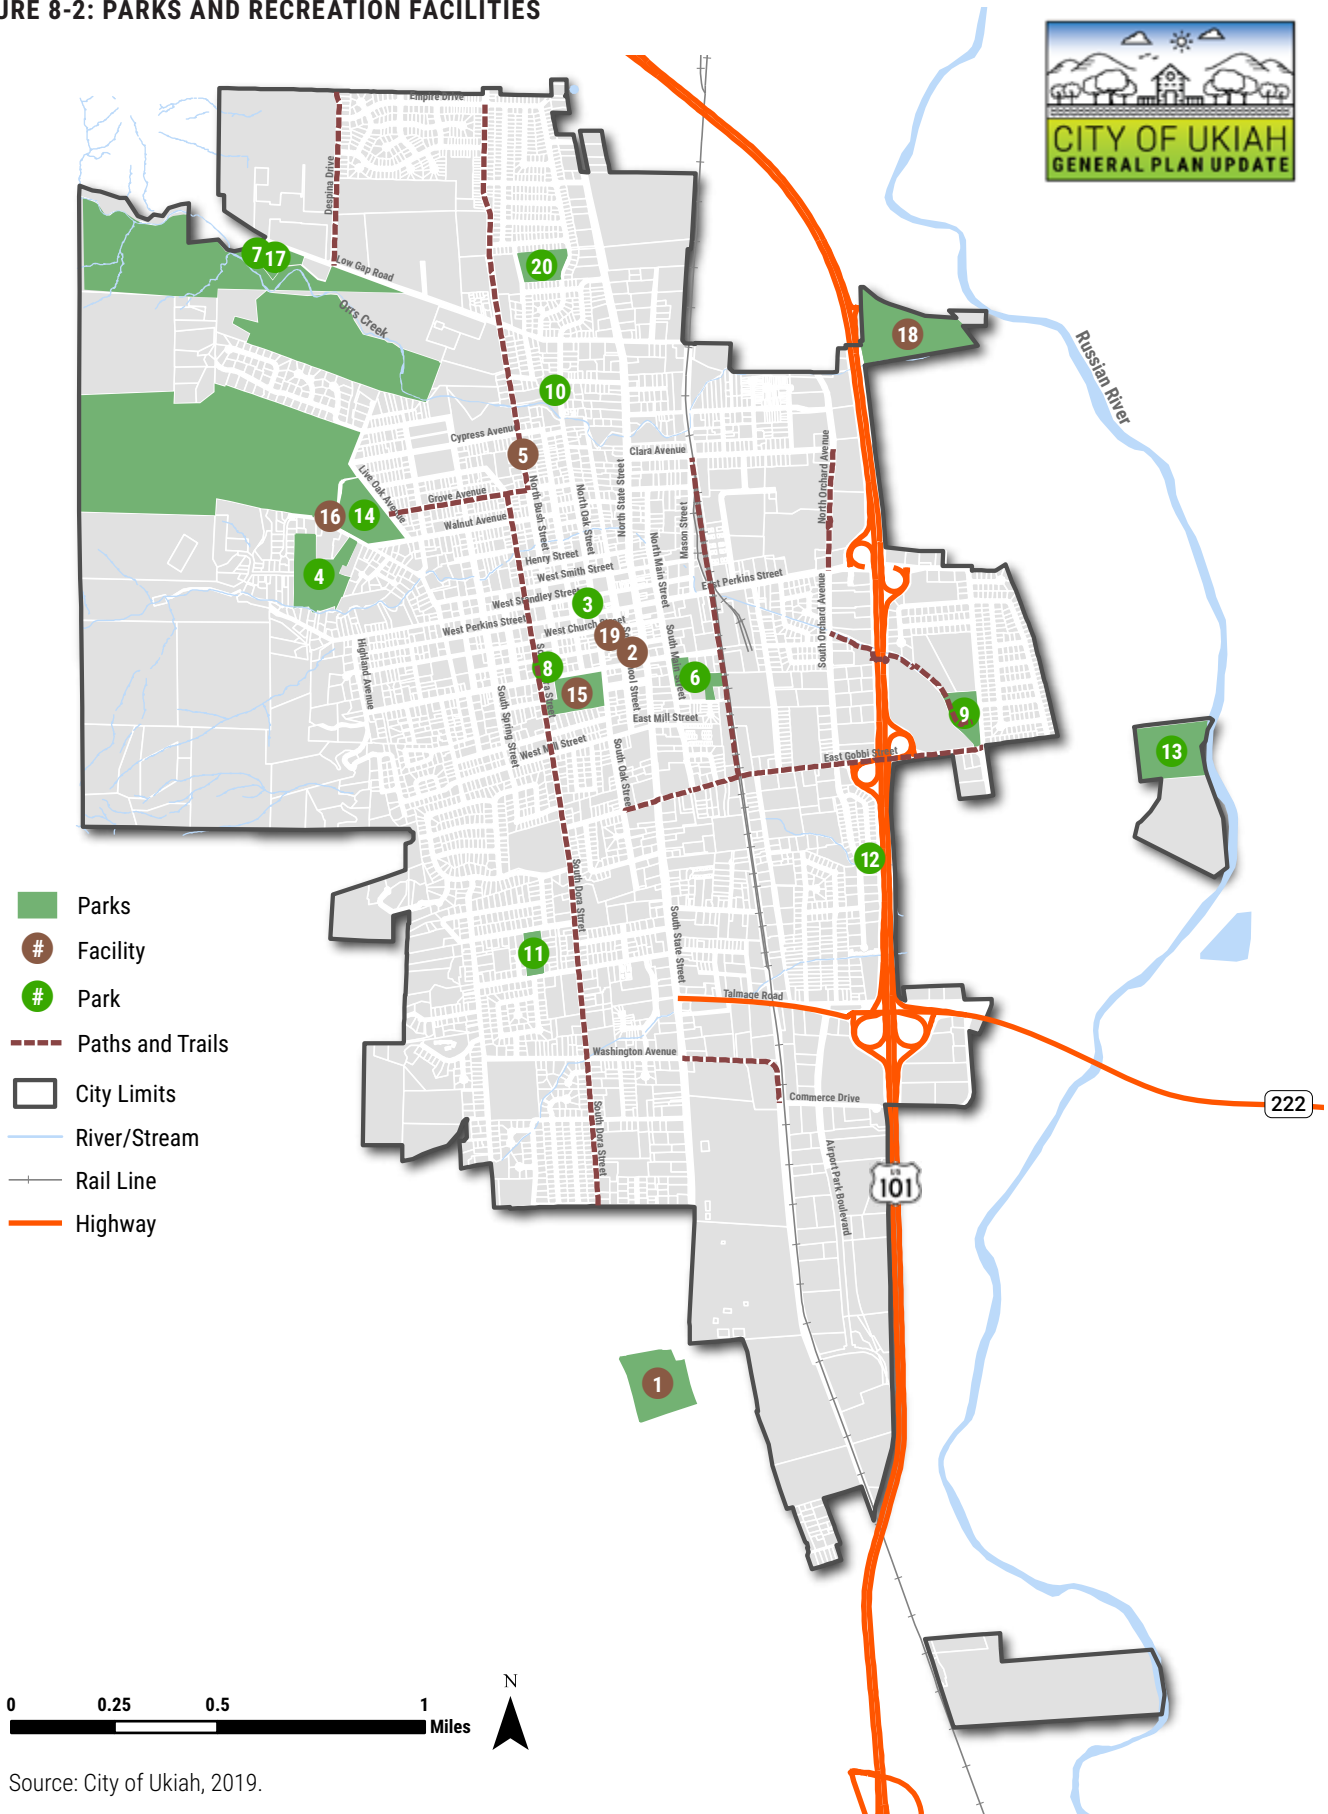 URE 8-2: PARKS AND RECREATION FACILITIES
CITY OF UKIAH
GENERAL PLAN UPDATE
Empire Drive
Despina Drive
7
17
Low Gap Road
20
Orrs Creek
18
Russian River
10
Cypress Avenue
5
Clara Avenue
North Orchard Avenue
Live Oak Avenue
Grove Avenue
North Bush Street
North Oak Street
North State Street
Mason Street
16
14
Walnut Avenue
Henry Street
West Smith Street
North Main Street
East Perkins Street
4
West Standley Street
3
West Perkins Street
West Church Street
19
2
South Orchard Avenue
Highland Avenue
8
15
South Main Street
6
South Spring Street
East Mill Street
9
West Mill Street
South Oak Street
East Gobbi Street
13
12
South Dora Street
South State Street
11
Talmage Road
Washington Avenue
Commerce Drive
South Dora Street
Airport Park Boulevard
222
US
101
1
Parks
# Facility
# Park
Paths and Trails
City Limits
River/Stream
Rail Line
Highway
0 0.25 0.5 1
Miles
N
Source: City of Ukiah, 2019.